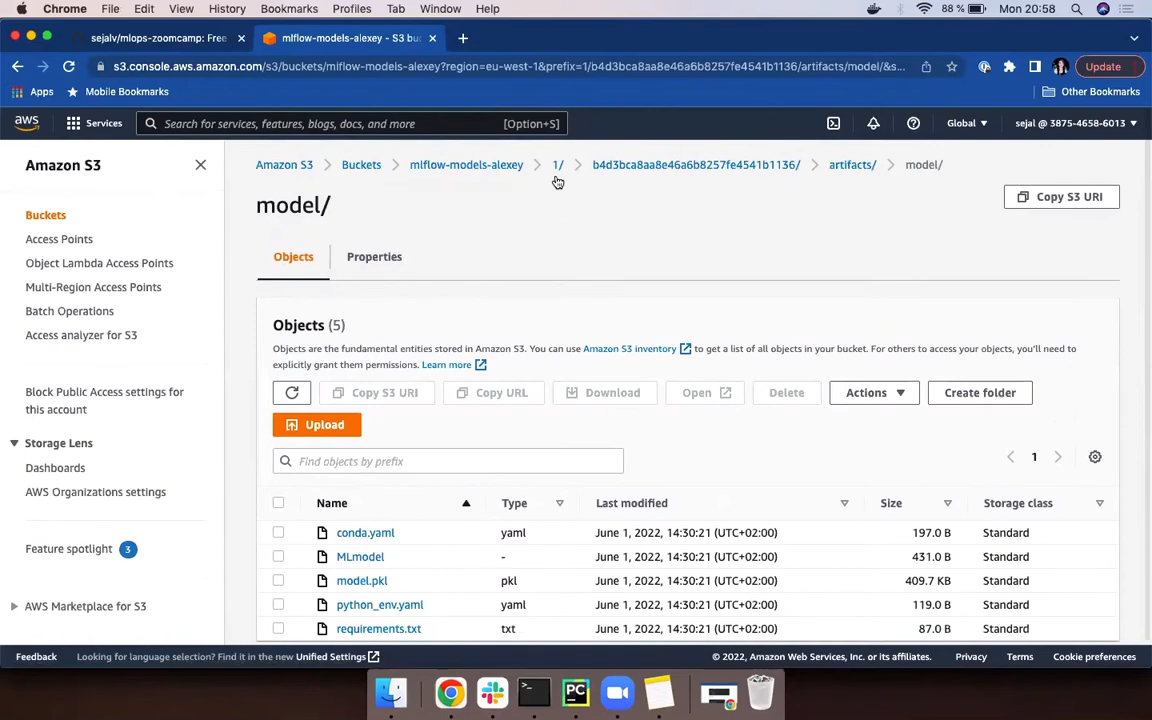 Chrome File Edit View History Bookmarks Profiles Tab Window Help 88 % Mon 20:58
sejalv/mlops-zoomcamp: Free × mlflow-models-alexey - S3 bu × +
s3.console.aws.amazon.com/s3/buckets/mlflow-models-alexey?region=eu-west-1&prefix=1/b4d3bca8aa8e46a6b8257fe4541b1136/artifacts/model/&s... Update
Apps Mobile Bookmarks Other Bookmarks
aws Services Search for services, features, blogs, docs, and more [Option+S] Global sejal @ 3875-4658-6013
Amazon S3
Buckets
Access Points
Object Lambda Access Points
Multi-Region Access Points
Batch Operations
Access analyzer for S3
Block Public Access settings for
this account
Storage Lens
Dashboards
AWS Organizations settings
Feature spotlight 3
AWS Marketplace for S3
Amazon S3 Buckets mlflow-models-alexey 1/ b4d3bca8aa8e46a6b8257fe4541b1136/ artifacts/ model/
model/
Copy S3 URI
Objects Properties
Objects (5)
Objects are the fundamental entities stored in Amazon S3. You can use Amazon S3 inventory to get a list of all objects in your bucket. For others to access your objects, you'll need to
explicitly grant them permissions. Learn more
Copy S3 URI Copy URL Download Open Delete Actions Create folder
Upload
Find objects by prefix 1
Name Type Last modified Size Storage class
conda.yaml yaml June 1, 2022, 14:30:21 (UTC+02:00) 197.0 B Standard
MLmodel - June 1, 2022, 14:30:21 (UTC+02:00) 431.0 B Standard
model.pkl pkl June 1, 2022, 14:30:21 (UTC+02:00) 409.7 KB Standard
python_env.yaml yaml June 1, 2022, 14:30:21 (UTC+02:00) 119.0 B Standard
requirements.txt txt June 1, 2022, 14:30:21 (UTC+02:00) 87.0 B Standard
Feedback Looking for language selection? Find it in the new Unified Settings © 2022, Amazon Web Services, Inc. or its affiliates. Privacy Terms Cookie preferences
PC